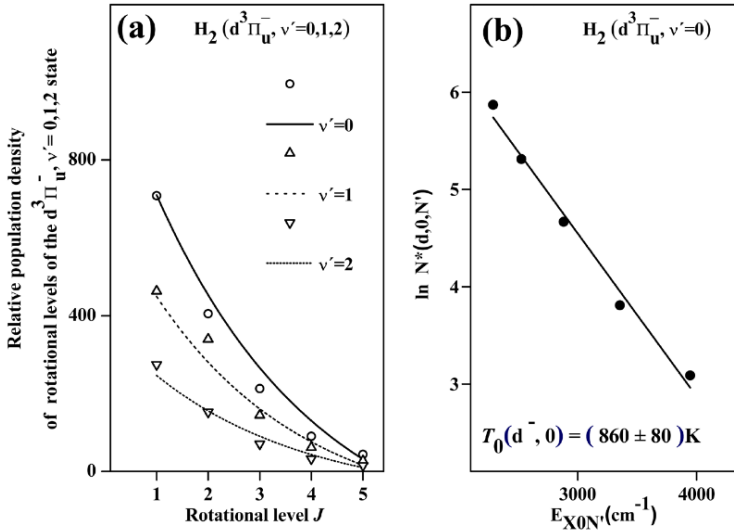 (a)
H₂ (d³Π⁻ᵤ, ν′=0,1,2)
ν′=0
ν′=1
ν′=2
Relative population density
of rotational levels of the d³Π⁻ᵤ, ν′= 0,1,2 state
800
400
0
1 2 3 4 5
Rotational level J
(b)
H₂ (d³Π⁻ᵤ, ν′=0)
ln N*(d,0,N')
6
5
4
3
T₀(d⁻, 0) = ( 860 ± 80 )K
3000 4000
E_X0N'(cm⁻¹)